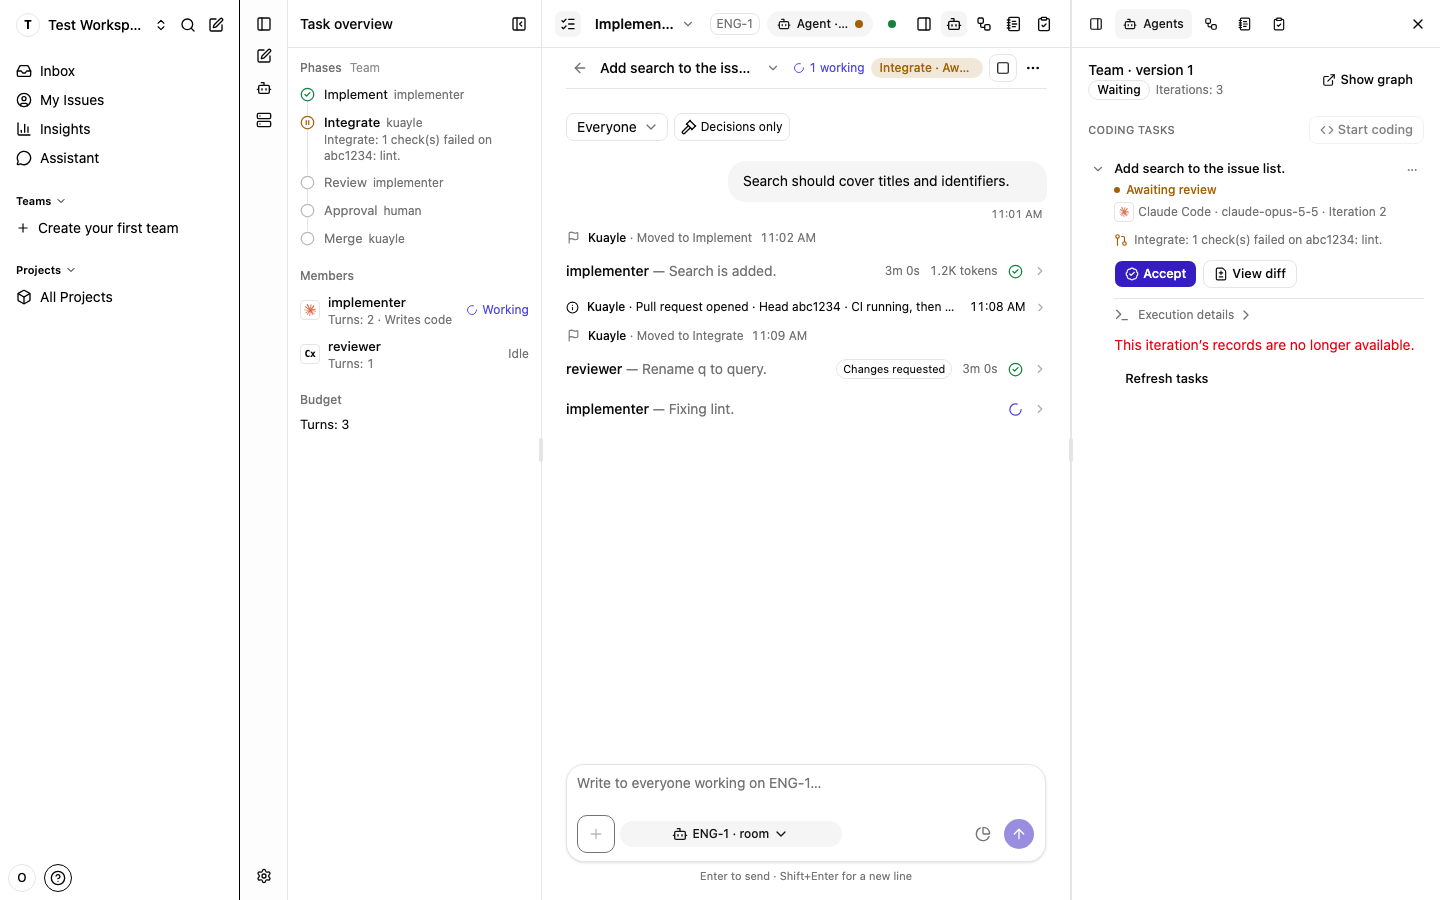 T Test Worksp...
Inbox
My Issues
Insights
Assistant
Teams
Create your first team
Projects
All Projects
O
Task overview
Phases Team
Implement implementer
Integrate kuayle
Integrate: 1 check(s) failed on
abc1234: lint.
Review implementer
Approval human
Merge kuayle
Members
implementer
Turns: 2 · Writes code
Working
Cx
reviewer
Turns: 1
Idle
Budget
Turns: 3
Implemen...
ENG-1
Agent ·...
Add search to the iss...
1 working
Integrate · Aw...
Everyone
Decisions only
Search should cover titles and identifiers.
11:01 AM
Kuayle · Moved to Implement 11:02 AM
implementer — Search is added. 3m 0s 1.2K tokens
Kuayle · Pull request opened · Head abc1234 · CI running, then ... 11:08 AM
Kuayle · Moved to Integrate 11:09 AM
reviewer — Rename q to query. Changes requested 3m 0s
implementer — Fixing lint.
Write to everyone working on ENG-1...
ENG-1 · room
Enter to send · Shift+Enter for a new line
Agents
Team · version 1
Waiting Iterations: 3
Show graph
CODING TASKS
Start coding
Add search to the issue list.
Awaiting review
Claude Code · claude-opus-5-5 · Iteration 2
Integrate: 1 check(s) failed on abc1234: lint.
Accept
View diff
Execution details
This iteration's records are no longer available.
Refresh tasks